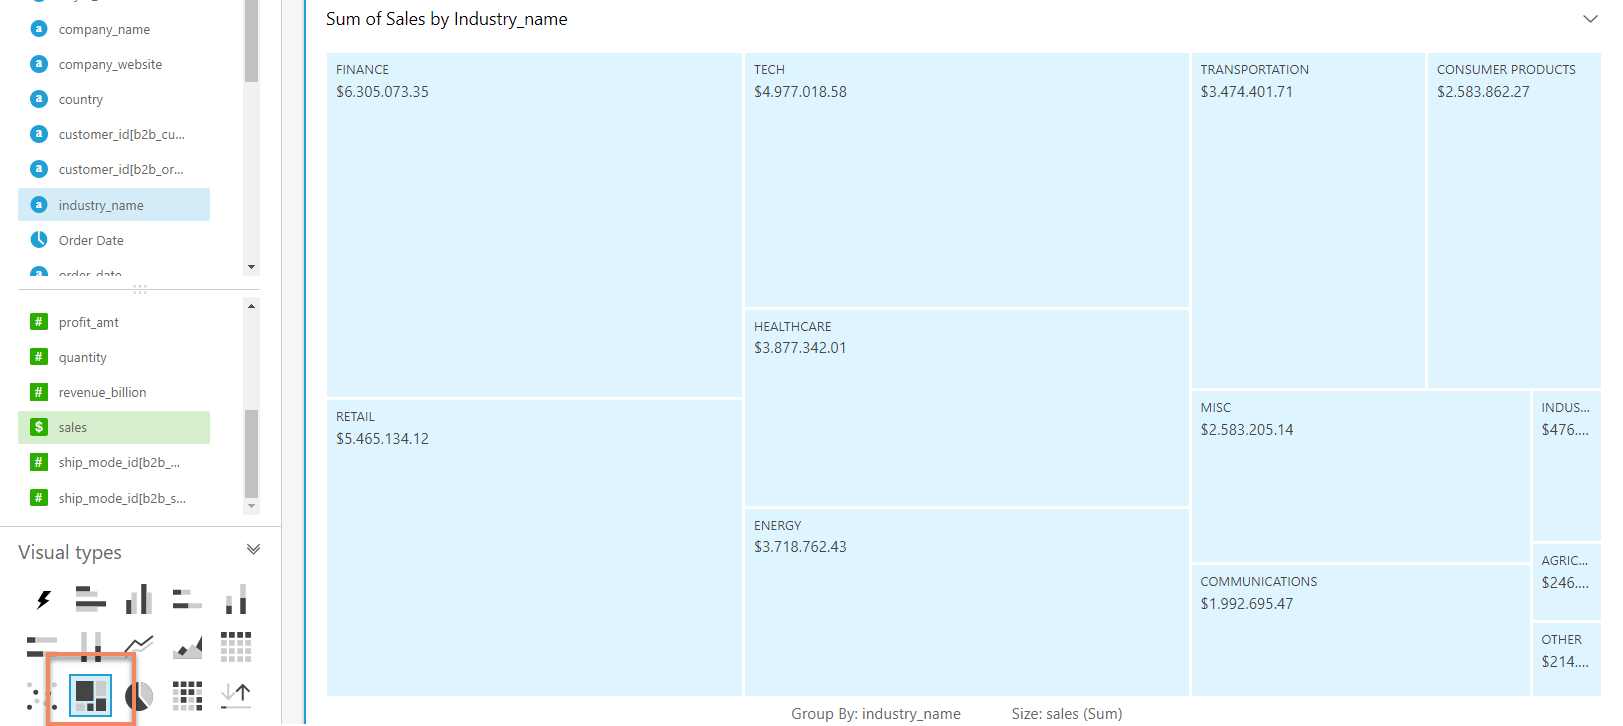 company_name
company_website
country
customer_id[b2b_cu...
customer_id[b2b_or...
industry_name
Order Date
order_date
profit_amt
quantity
revenue_billion
sales
ship_mode_id[b2b_...
ship_mode_id[b2b_s...
Visual types
Sum of Sales by Industry_name
FINANCE
$6.305.073.35
RETAIL
$5.465.134.12
TECH
$4.977.018.58
HEALTHCARE
$3.877.342.01
ENERGY
$3.718.762.43
TRANSPORTATION
$3.474.401.71
CONSUMER PRODUCTS
$2.583.862.27
MISC
$2.583.205.14
COMMUNICATIONS
$1.992.695.47
INDUS...
$476....
AGRIC...
$246....
OTHER
$214....
Group By: industry_name
Size: sales (Sum)